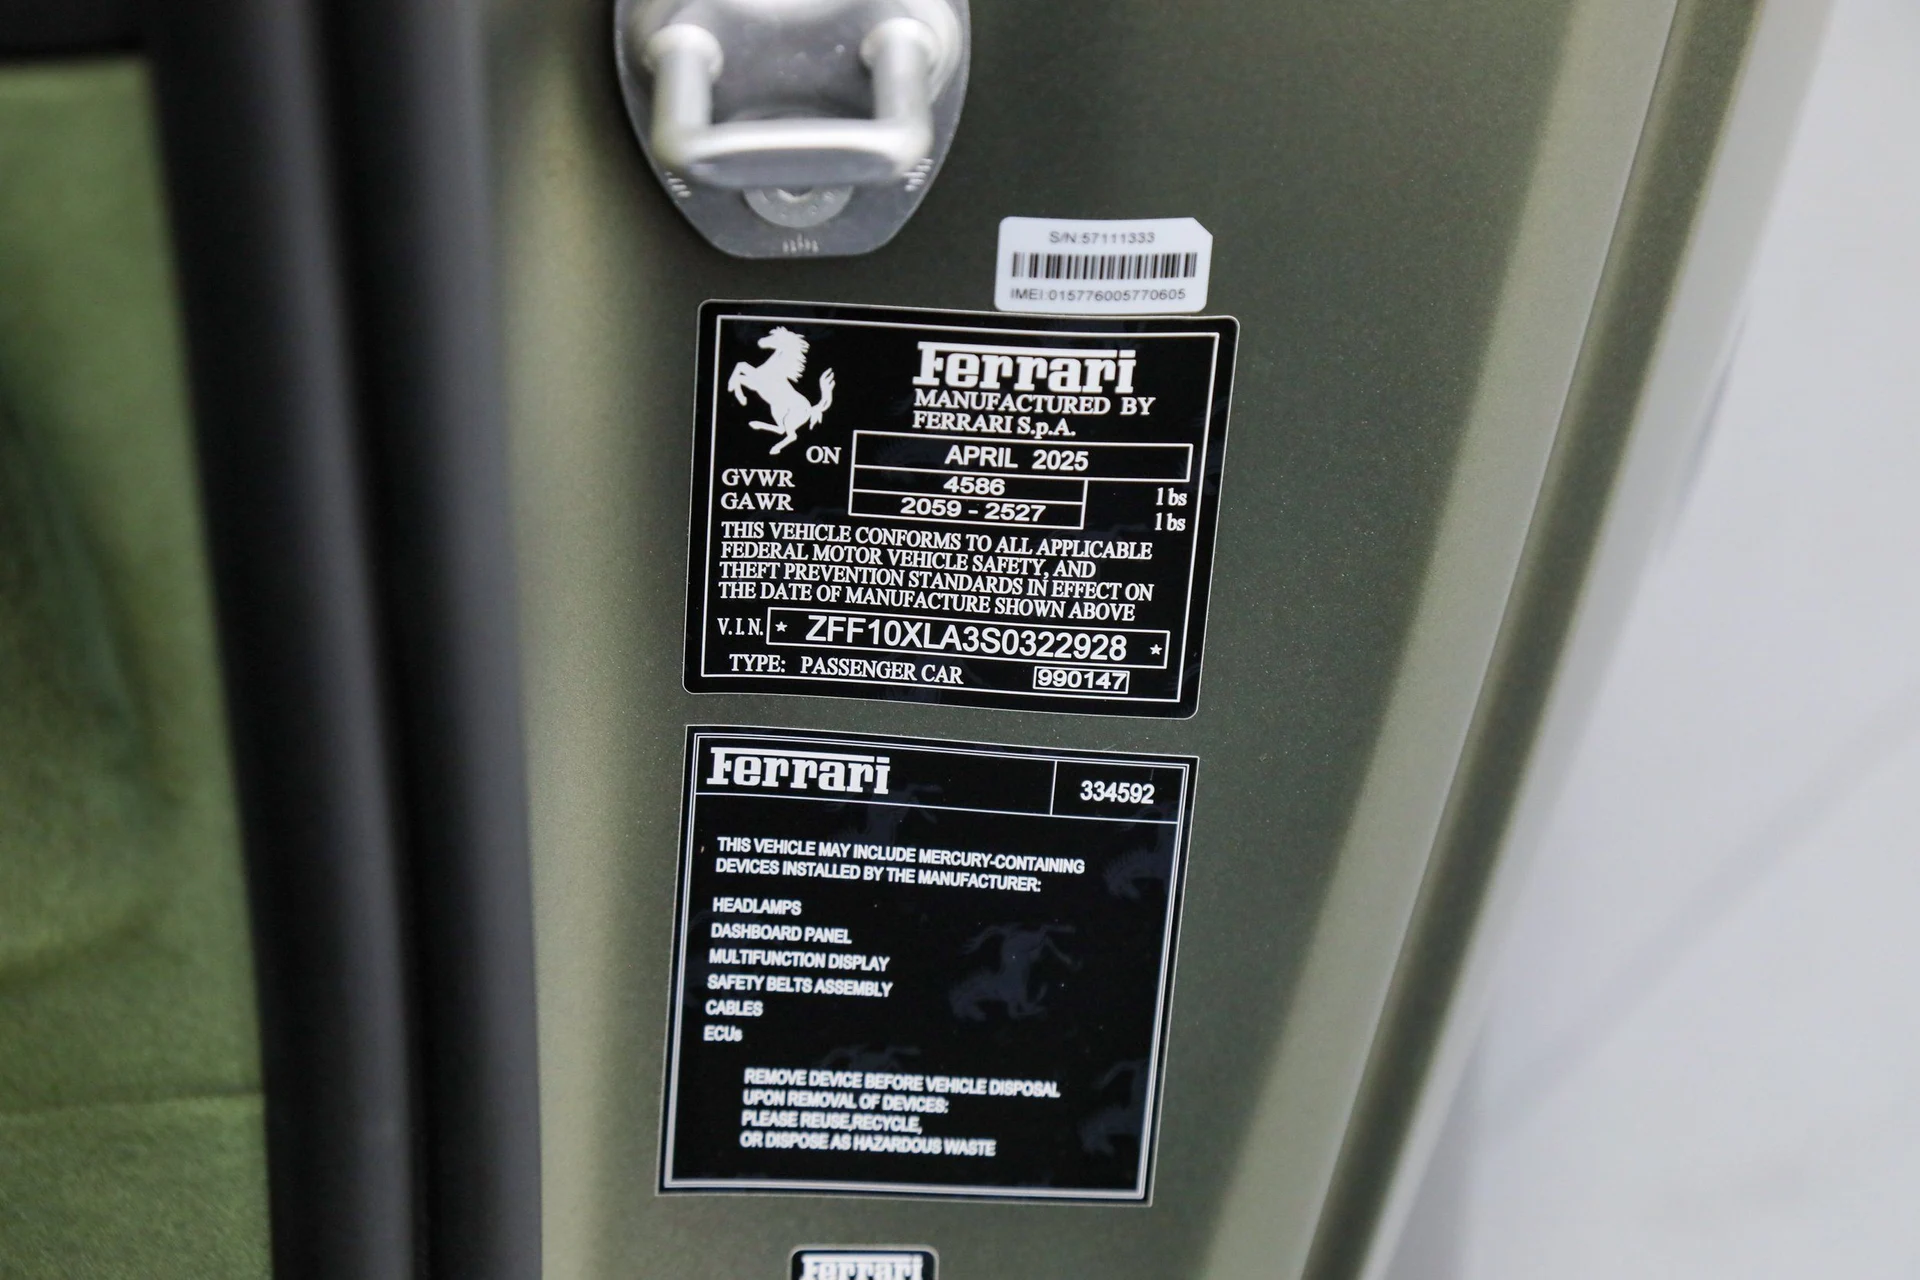 S/N:57111333
IMEI:015776005770605
Ferrari
MANUFACTURED BY
FERRARI S.p.A.
ON APRIL 2025
GVWR 4586 lbs
GAWR 2059 - 2527 lbs
THIS VEHICLE CONFORMS TO ALL APPLICABLE
FEDERAL MOTOR VEHICLE SAFETY, AND
THEFT PREVENTION STANDARDS IN EFFECT ON
THE DATE OF MANUFACTURE SHOWN ABOVE
V.I.N. * ZFF10XLA3S0322928 *
TYPE: PASSENGER CAR 990147
Ferrari 334592
THIS VEHICLE MAY INCLUDE MERCURY-CONTAINING
DEVICES INSTALLED BY THE MANUFACTURER:
HEADLAMPS
DASHBOARD PANEL
MULTIFUNCTION DISPLAY
SAFETY BELTS ASSEMBLY
CABLES
ECUs
REMOVE DEVICE BEFORE VEHICLE DISPOSAL
UPON REMOVAL OF DEVICES:
PLEASE REUSE,RECYCLE,
OR DISPOSE AS HAZARDOUS WASTE
Ferrari